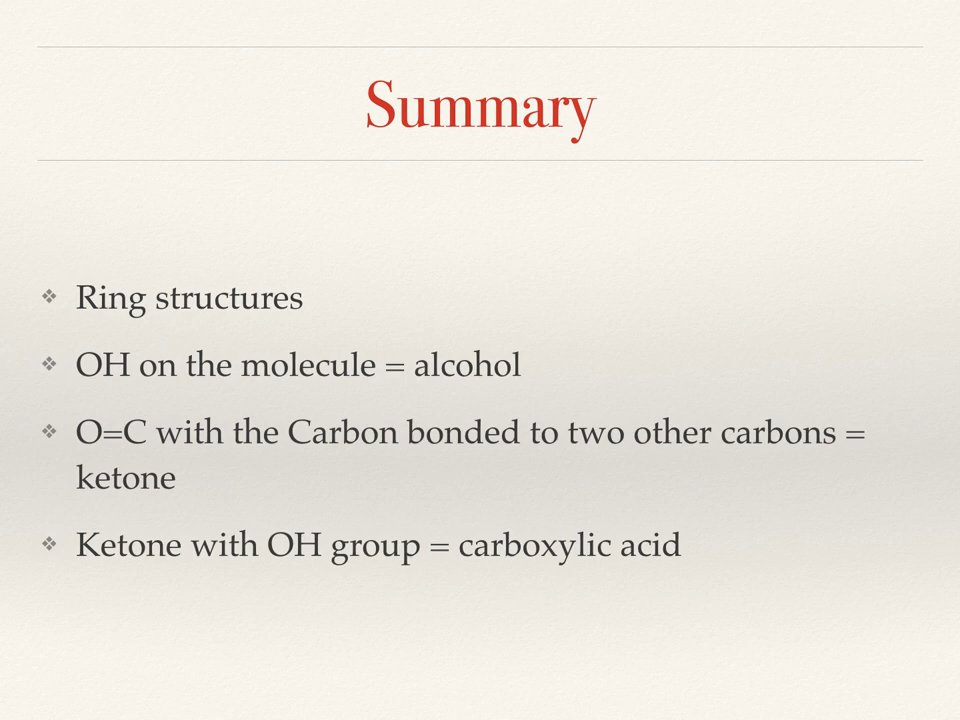 Summary
❖ Ring structures
❖ OH on the molecule = alcohol
❖ O=C with the Carbon bonded to two other carbons =
ketone
❖ Ketone with OH group = carboxylic acid